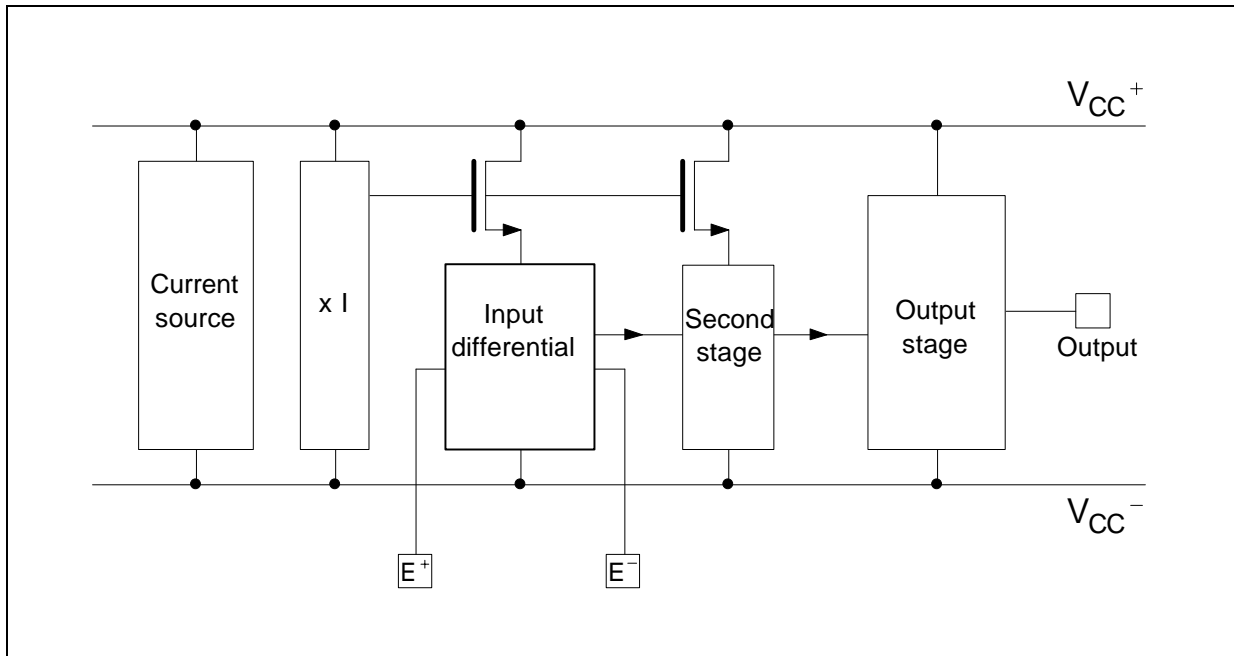 VCC+
Current
source
x I
Input
differential
Second
stage
Output
stage
Output
VCC−
E+
E−